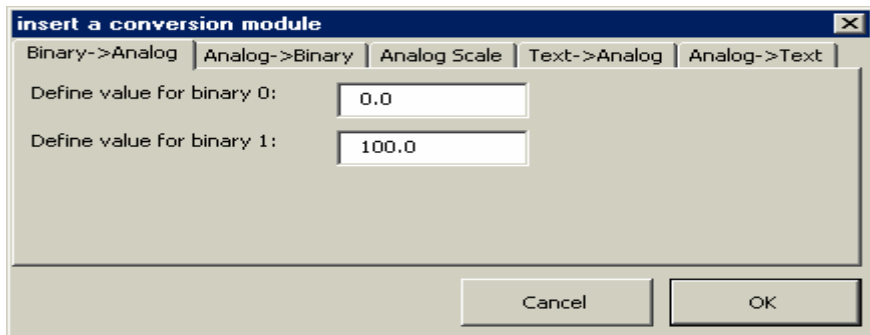 insert a conversion module
Binary->Analog Analog->Binary Analog Scale Text->Analog Analog->Text
Define value for binary 0: 0.0
Define value for binary 1: 100.0
Cancel OK